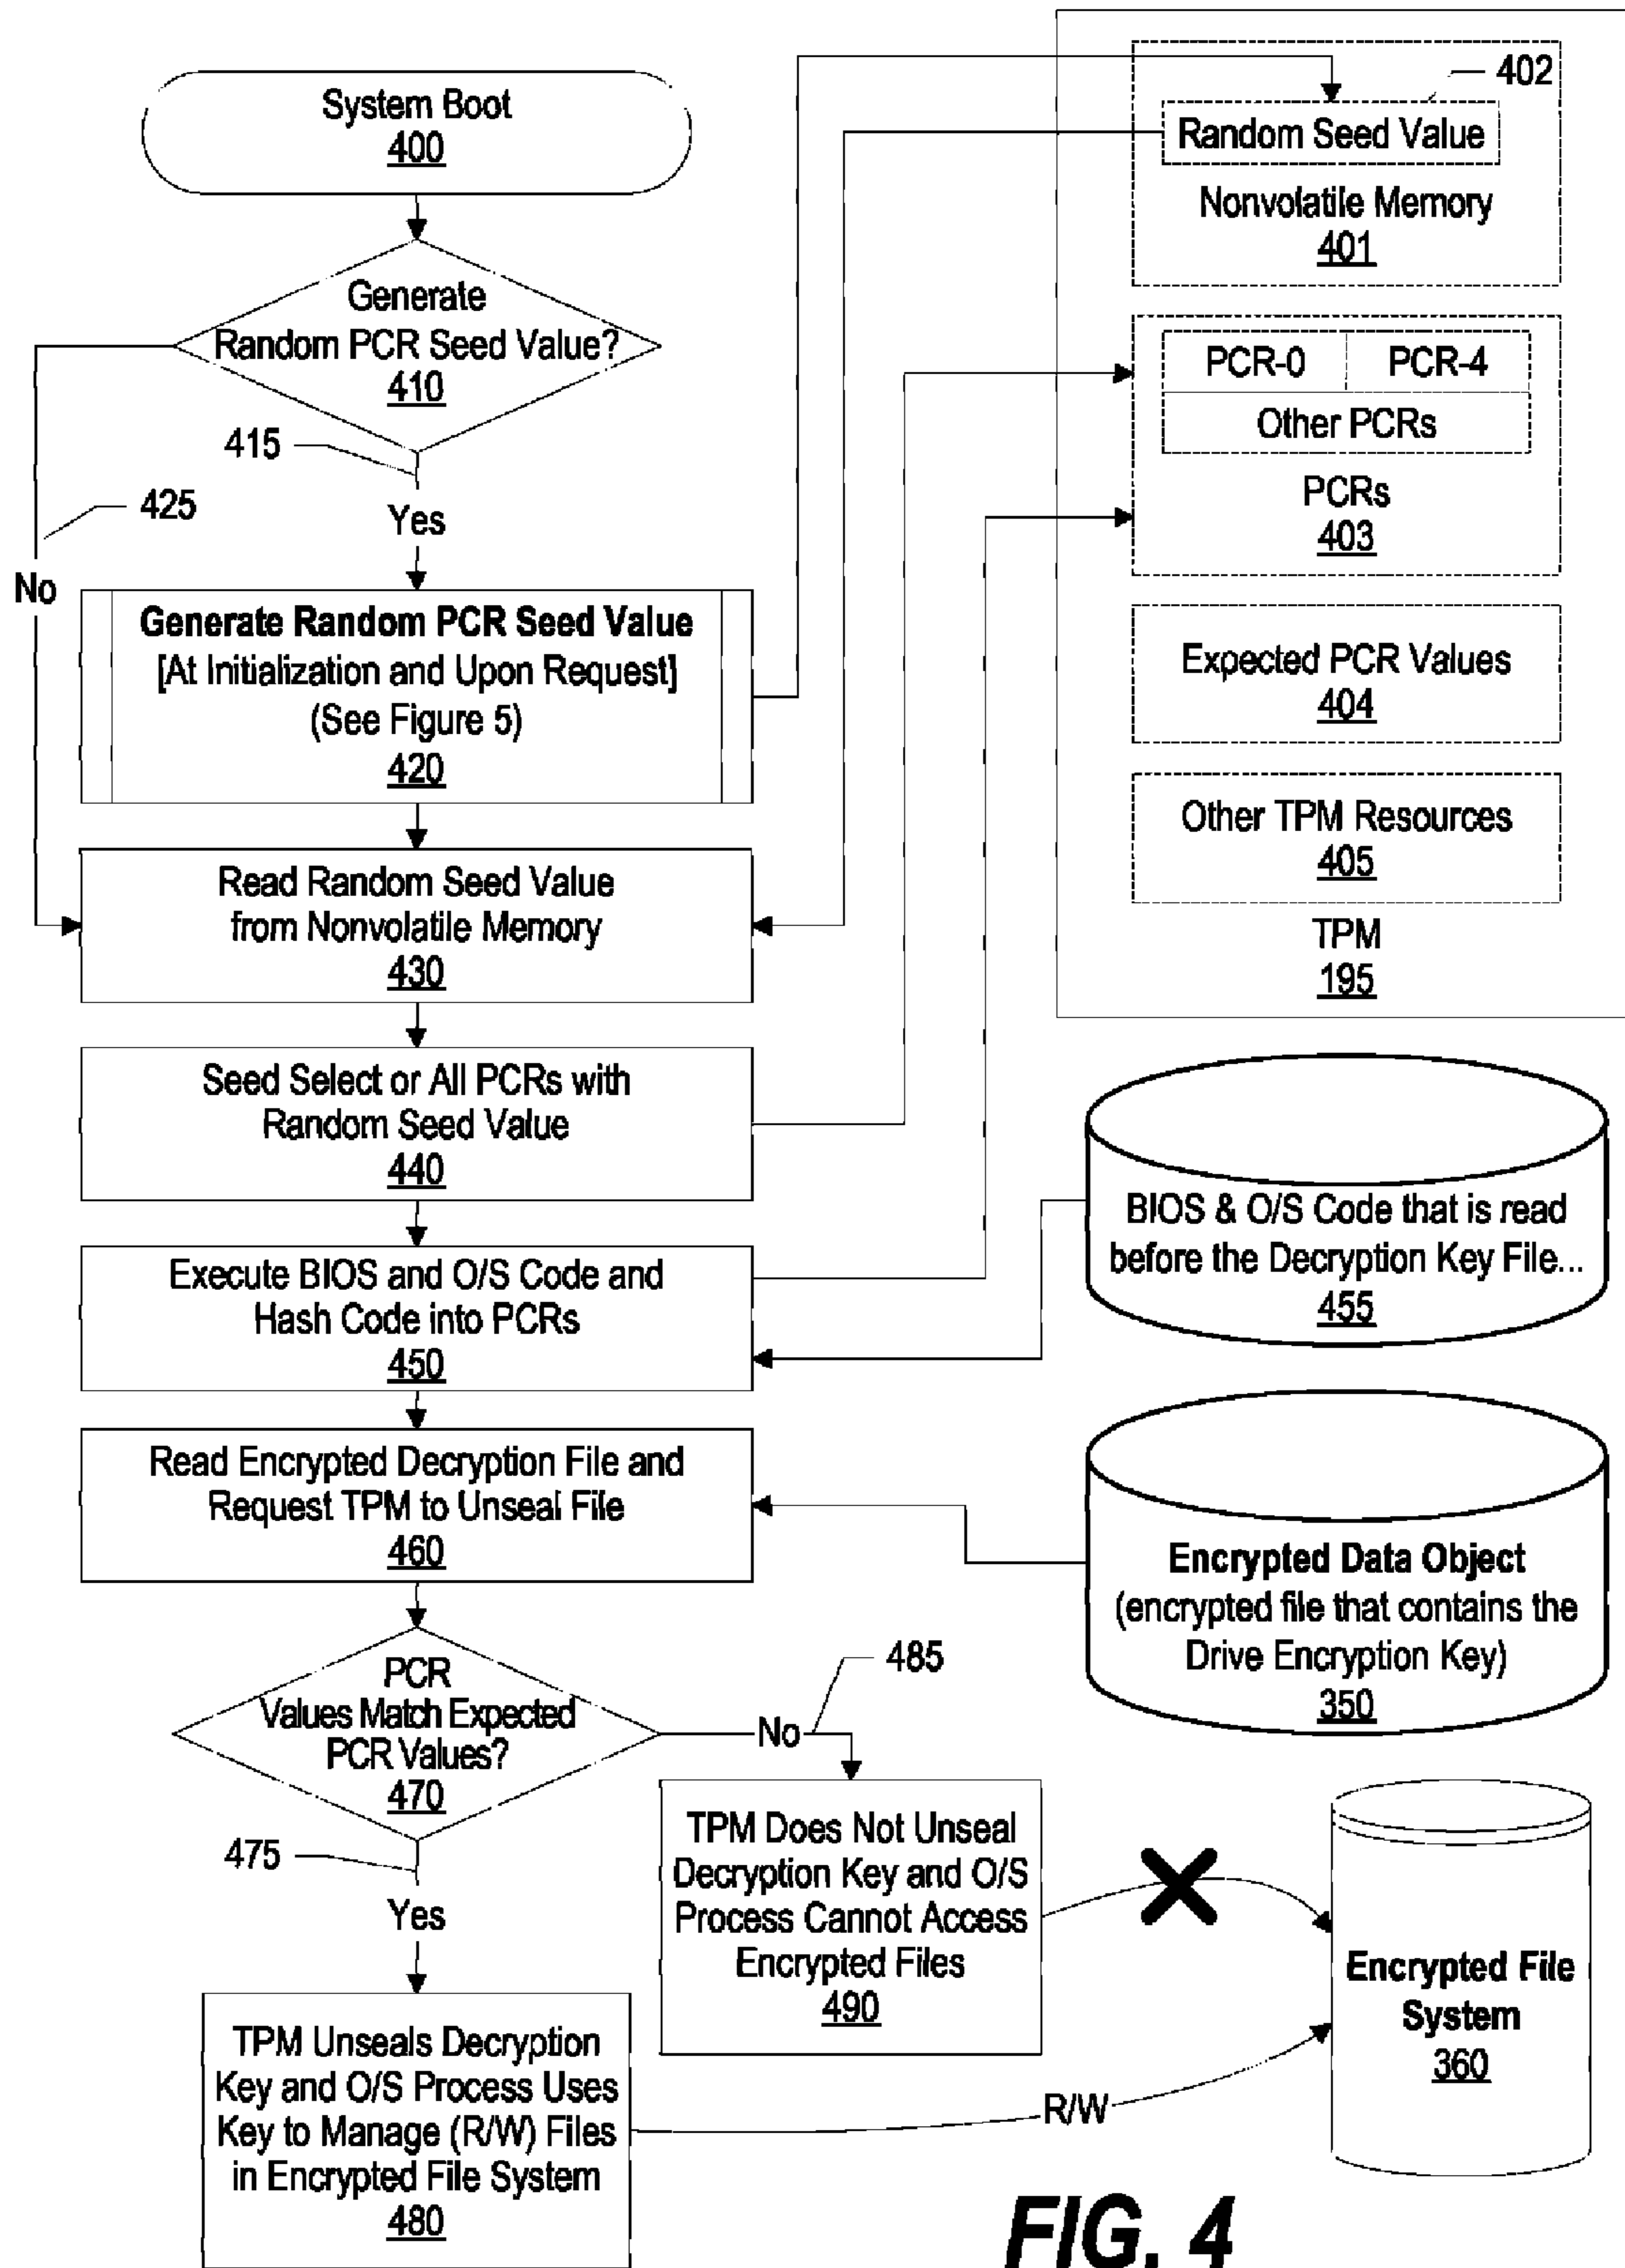 System Boot
400
Generate
Random PCR Seed Value?
410
415
425
Yes
No
Generate Random PCR Seed Value
[At Initialization and Upon Request]
(See Figure 5)
420
Read Random Seed Value
from Nonvolatile Memory
430
Seed Select or All PCRs with
Random Seed Value
440
Execute BIOS and O/S Code and
Hash Code into PCRs
450
Read Encrypted Decryption File and
Request TPM to Unseal File
460
PCR
Values Match Expected
PCR Values?
470
475
Yes
485
No
TPM Unseals Decryption
Key and O/S Process Uses
Key to Manage (R/W) Files
in Encrypted File System
480
TPM Does Not Unseal
Decryption Key and O/S
Process Cannot Access
Encrypted Files
490
402
Random Seed Value
Nonvolatile Memory
401
PCR-0
PCR-4
Other PCRs
PCRs
403
Expected PCR Values
404
Other TPM Resources
405
TPM
195
BIOS & O/S Code that is read
before the Decryption Key File...
455
Encrypted Data Object
(encrypted file that contains the
Drive Encryption Key)
350
Encrypted File
System
360
R/W
FIG. 4